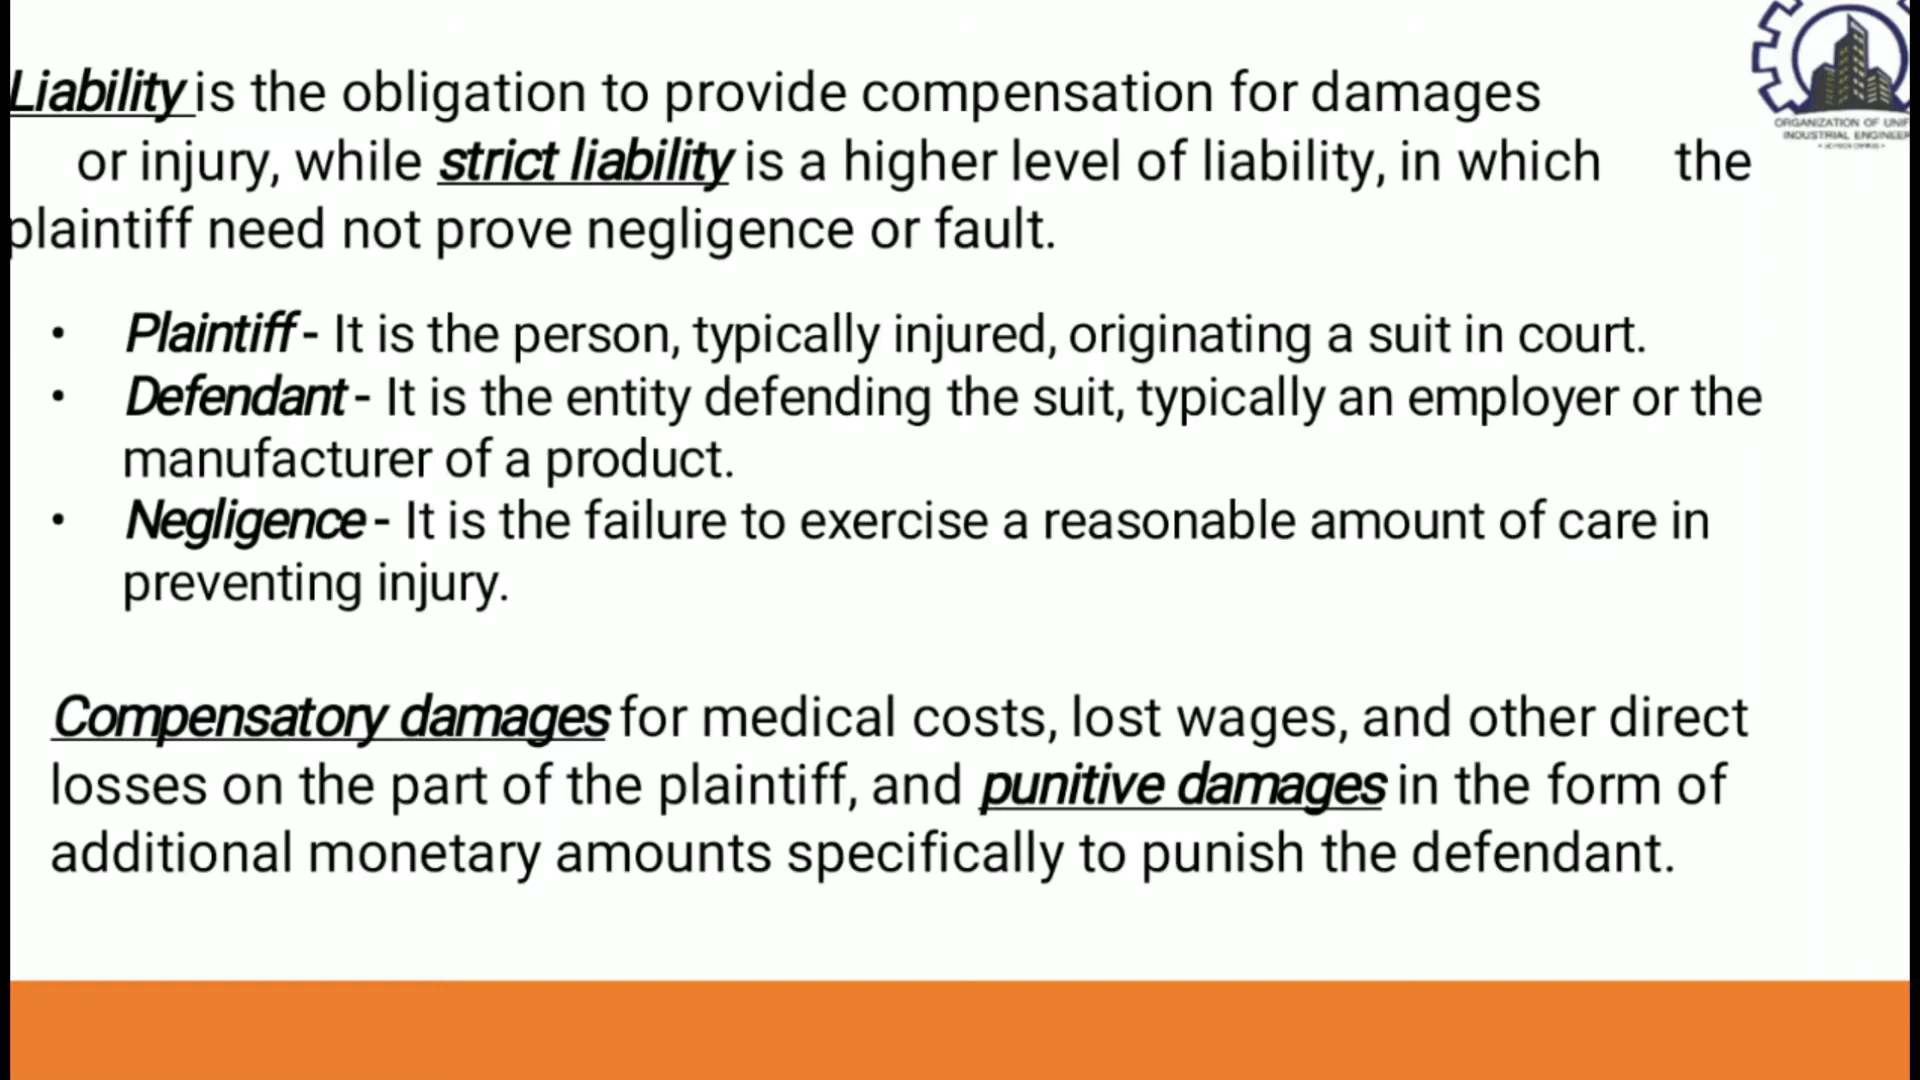 Liability is the obligation to provide compensation for damages
or injury, while strict liability is a higher level of liability, in which the
plaintiff need not prove negligence or fault.
• Plaintiff - It is the person, typically injured, originating a suit in court.
• Defendant - It is the entity defending the suit, typically an employer or the
manufacturer of a product.
• Negligence - It is the failure to exercise a reasonable amount of care in
preventing injury.
Compensatory damages for medical costs, lost wages, and other direct
losses on the part of the plaintiff, and punitive damages in the form of
additional monetary amounts specifically to punish the defendant.
ORGANIZATION OF
INDUSTRIAL